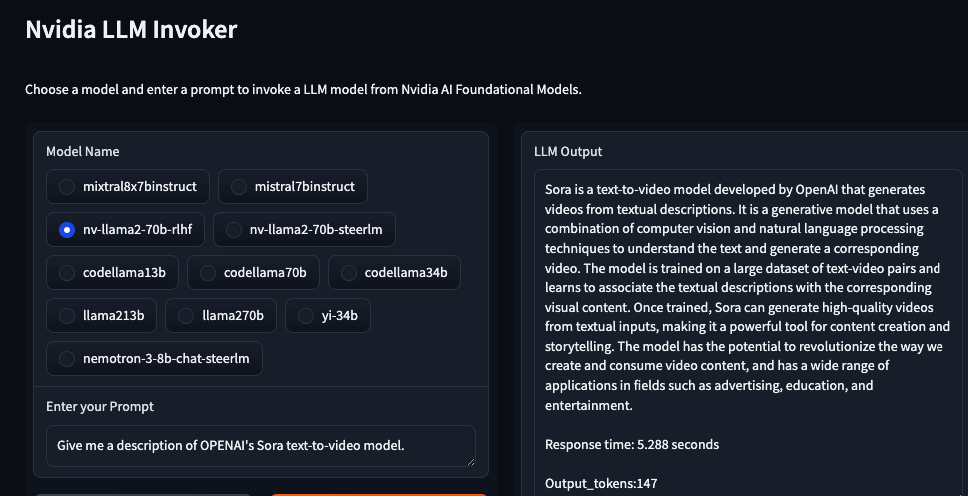 Nvidia LLM Invoker
Choose a model and enter a prompt to invoke a LLM model from Nvidia AI Foundational Models.
Model Name
mixtral8x7binstruct
mistral7binstruct
nv-llama2-70b-rlhf
nv-llama2-70b-steerlm
codellama13b
codellama70b
codellama34b
llama213b
llama270b
yi-34b
nemotron-3-8b-chat-steerlm
Enter your Prompt
Give me a description of OPENAI's Sora text-to-video model.
LLM Output
Sora is a text-to-video model developed by OpenAI that generates
videos from textual descriptions. It is a generative model that uses a
combination of computer vision and natural language processing
techniques to understand the text and generate a corresponding
video. The model is trained on a large dataset of text-video pairs and
learns to associate the textual descriptions with the corresponding
visual content. Once trained, Sora can generate high-quality videos
from textual inputs, making it a powerful tool for content creation and
storytelling. The model has the potential to revolutionize the way we
create and consume video content, and has a wide range of
applications in fields such as advertising, education, and
entertainment.
Response time: 5.288 seconds
Output_tokens:147